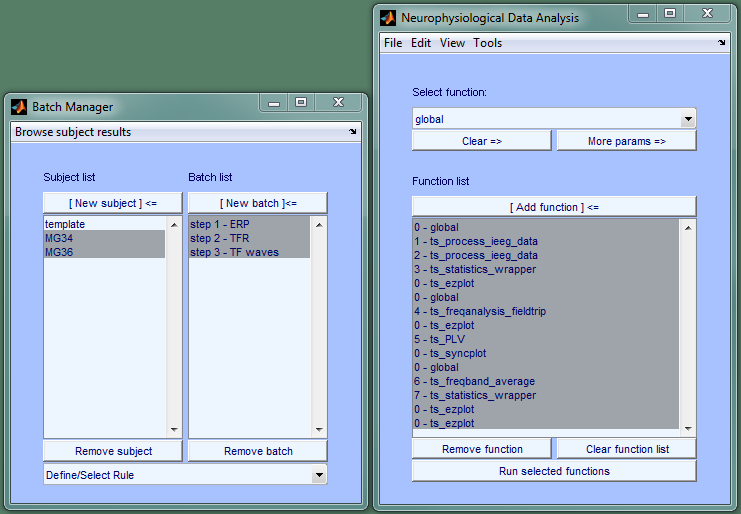 Batch Manager
Browse subject results
Subject list
Batch list
[ New subject ] <=
[ New batch ]<=
template
MG34
MG36
step 1 - ERP
step 2 - TFR
step 3 - TF waves
Remove subject
Remove batch
Define/Select Rule
Neurophysiological Data Analysis
File Edit View Tools
Select function:
global
Clear =>
More params =>
Function list
[ Add function ] <=
0 - global
1 - ts_process_ieeg_data
2 - ts_process_ieeg_data
3 - ts_statistics_wrapper
0 - ts_ezplot
0 - global
4 - ts_freqanalysis_fieldtrip
0 - ts_ezplot
5 - ts_PLV
0 - ts_syncplot
0 - global
6 - ts_freqband_average
7 - ts_statistics_wrapper
0 - ts_ezplot
0 - ts_ezplot
Remove function
Clear function list
Run selected functions